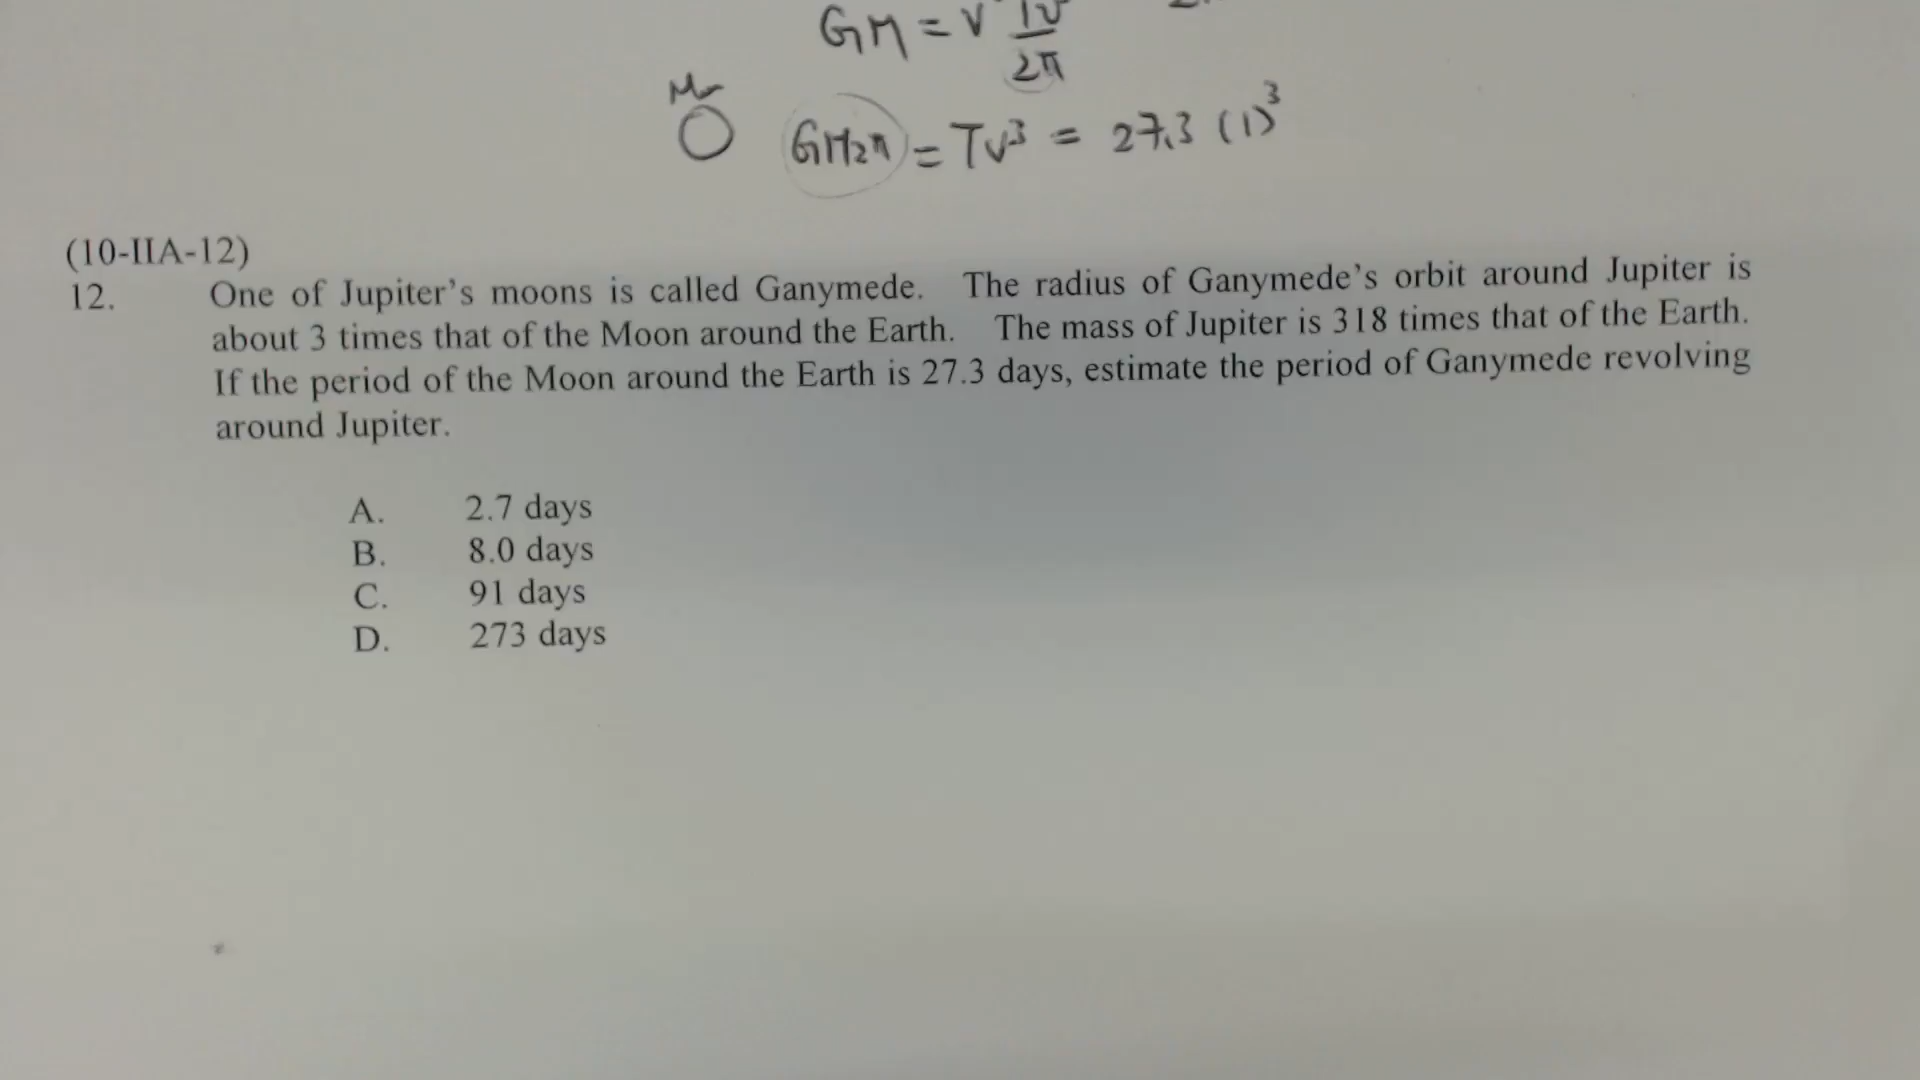 GM = v Tv
2π
M
GM2π = Tv³ = 27.3 (1)³
(10-IIA-12)
12. One of Jupiter's moons is called Ganymede. The radius of Ganymede's orbit around Jupiter is
about 3 times that of the Moon around the Earth. The mass of Jupiter is 318 times that of the Earth.
If the period of the Moon around the Earth is 27.3 days, estimate the period of Ganymede revolving
around Jupiter.
A. 2.7 days
B. 8.0 days
C. 91 days
D. 273 days